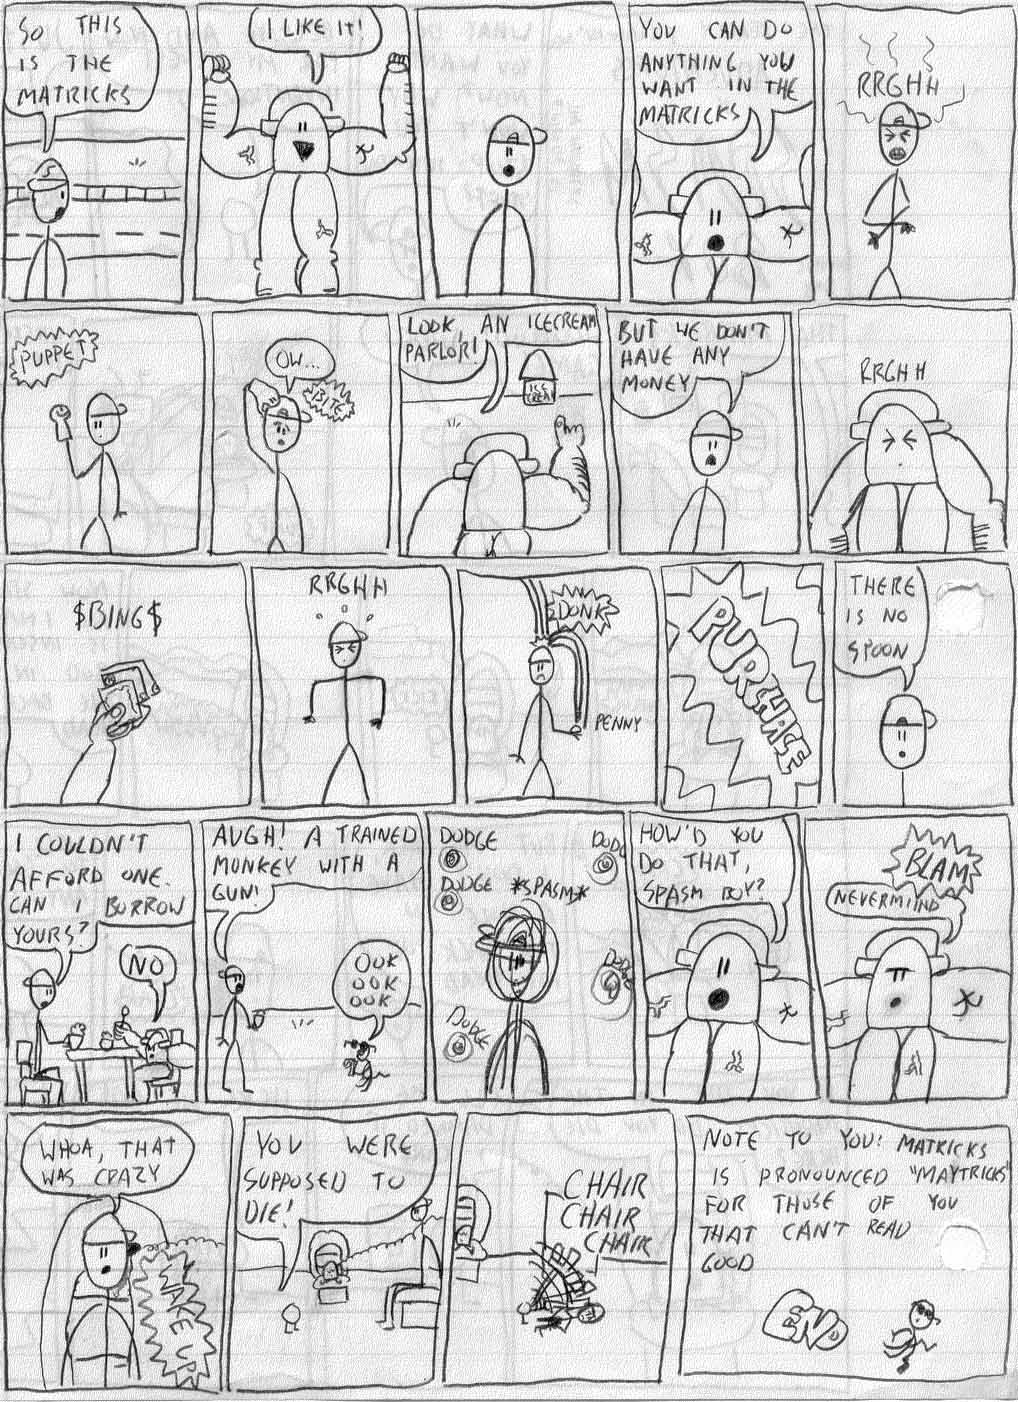 SO THIS
IS THE
MATRICKS
I LIKE IT!
YOU CAN DO
ANYTHING YOU
WANT IN THE
MATRICKS
RRGHH
PUPPET
OW...
BITE
LOOK, AN ICECREAM
PARLOR!
ICE
CREAM
BUT WE DON'T
HAVE ANY
MONEY
RRGHH
$BING$
RRGHH
DONK
PENNY
PURCHASE
THERE
IS NO
SPOON
I COULDN'T
AFFORD ONE.
CAN I BORROW
YOURS?
NO
AUGH! A TRAINED
MONKEY WITH A
GUN!
OOK
OOK
OOK
DODGE
DODGE
DODGE *SPASM*
DODGE
DODGE
HOW'D YOU
DO THAT,
SPASM BOY?
BLAM
NEVERMIIND
WHOA, THAT
WAS CRAZY
WAKE UP
YOU WERE
SUPPOSED TO
DIE!
CHAIR
CHAIR
CHAIR
NOTE TO YOU: MATRICKS
IS PRONOUNCED "MAYTRICKS"
FOR THOSE OF YOU
THAT CAN'T READ
GOOD
END